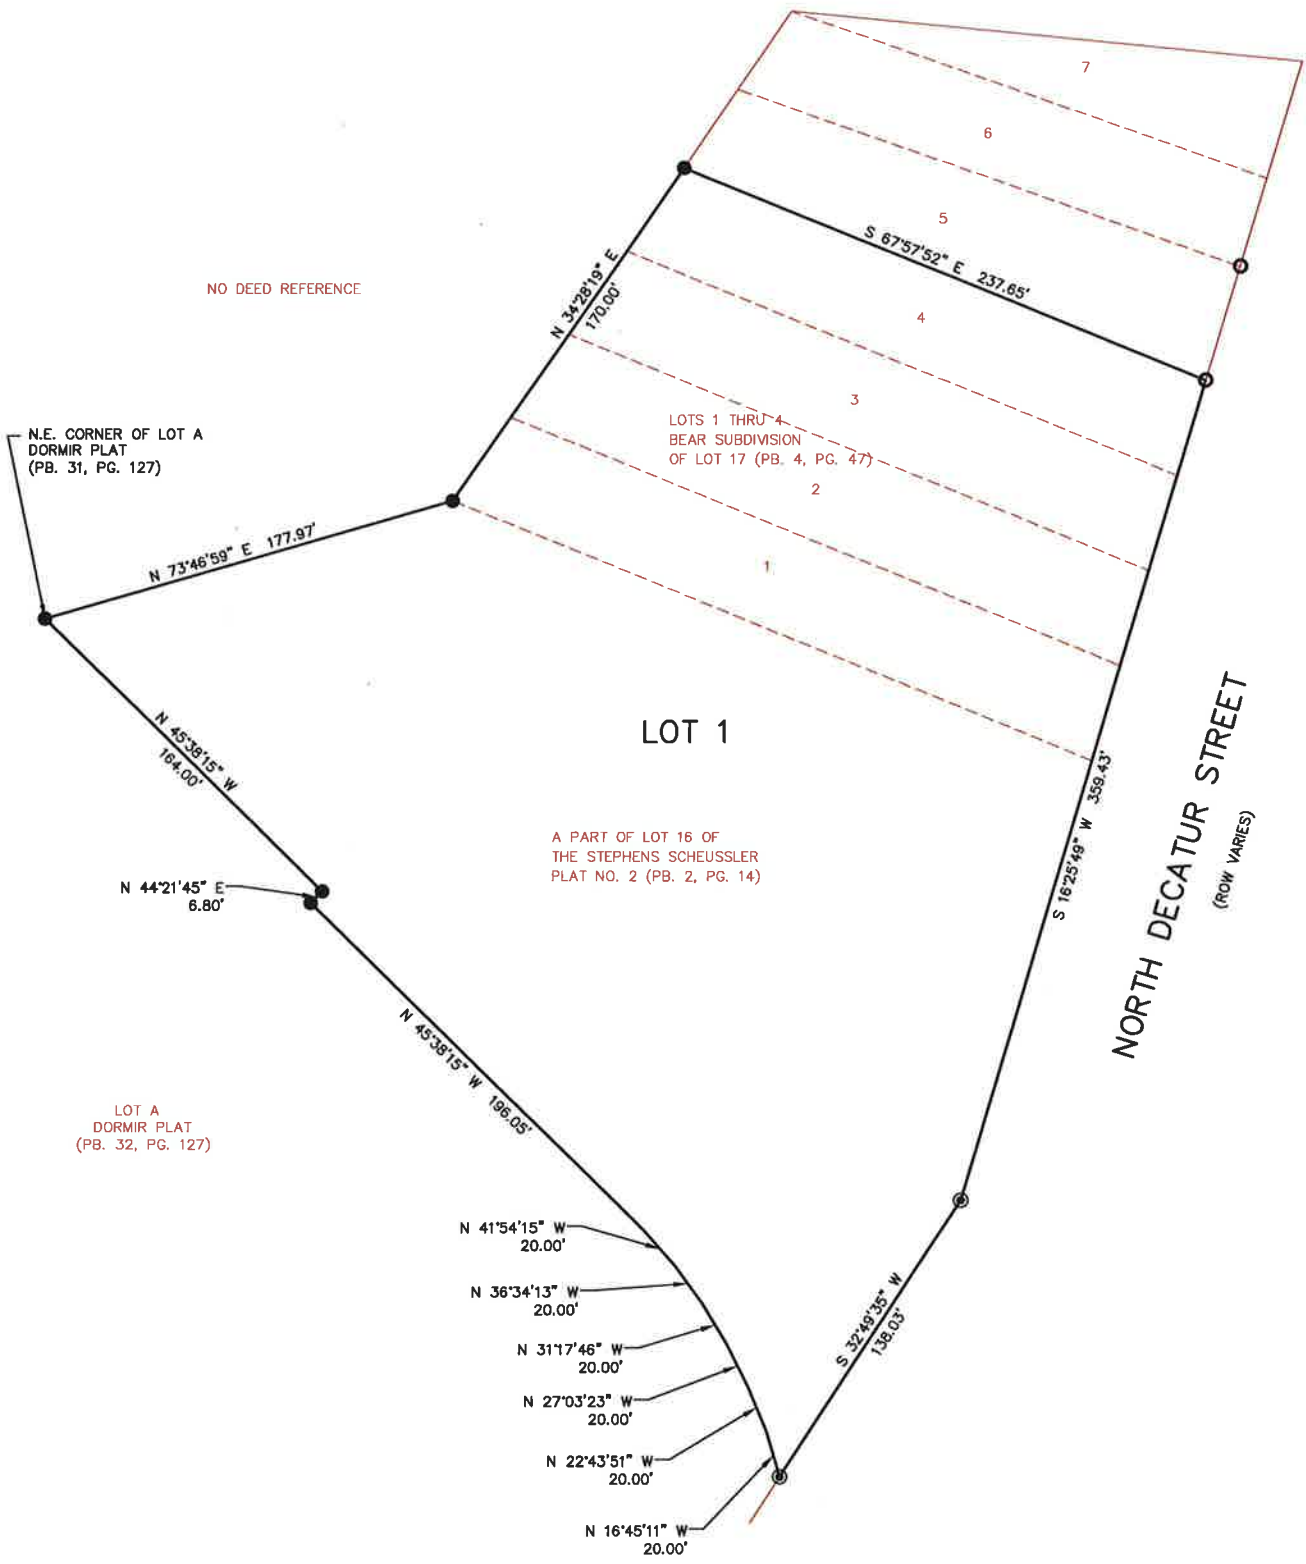 7
6
5
S 67°57'52" E 237.65'
NO DEED REFERENCE
N 34°28'19" E
170.00'
4
3
LOTS 1 THRU 4
BEAR SUBDIVISION
OF LOT 17 (PB. 4, PG. 47)
2
N.E. CORNER OF LOT A
DORMIR PLAT
(PB. 31, PG. 127)
N 73°46'59" E 177.97'
1
LOT 1
N 45°38'15" W
164.00'
S 16°25'49" W 359.43'
NORTH DECATUR STREET
(ROW VARIES)
A PART OF LOT 16 OF
THE STEPHENS SCHEUSSLER
PLAT NO. 2 (PB. 2, PG. 14)
N 44°21'45" E
6.80'
N 45°38'15" W 196.05'
LOT A
DORMIR PLAT
(PB. 32, PG. 127)
N 41°54'15" W
20.00'
N 36°34'13" W
20.00'
N 31°17'46" W
20.00'
N 27°03'23" W
20.00'
N 22°43'51" W
20.00'
N 16°45'11" W
20.00'
S 32°49'35" W
138.03'